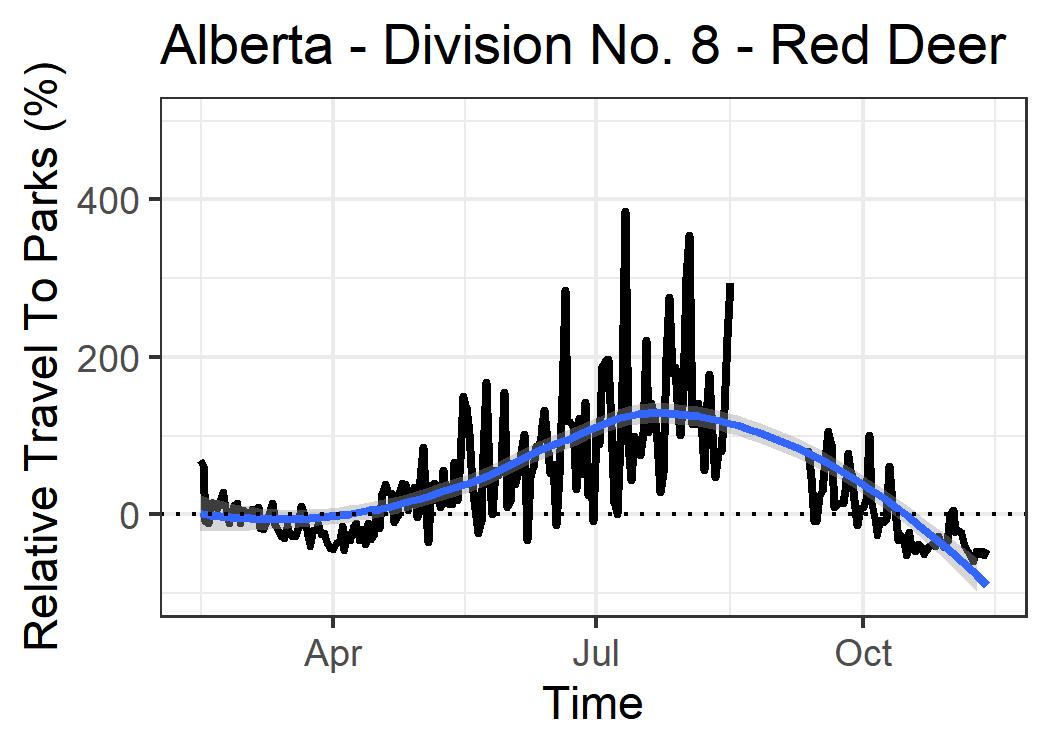 Alberta - Division No. 8 - Red Deer
Relative Travel To Parks (%)
400
200
0
Apr
Jul
Oct
Time